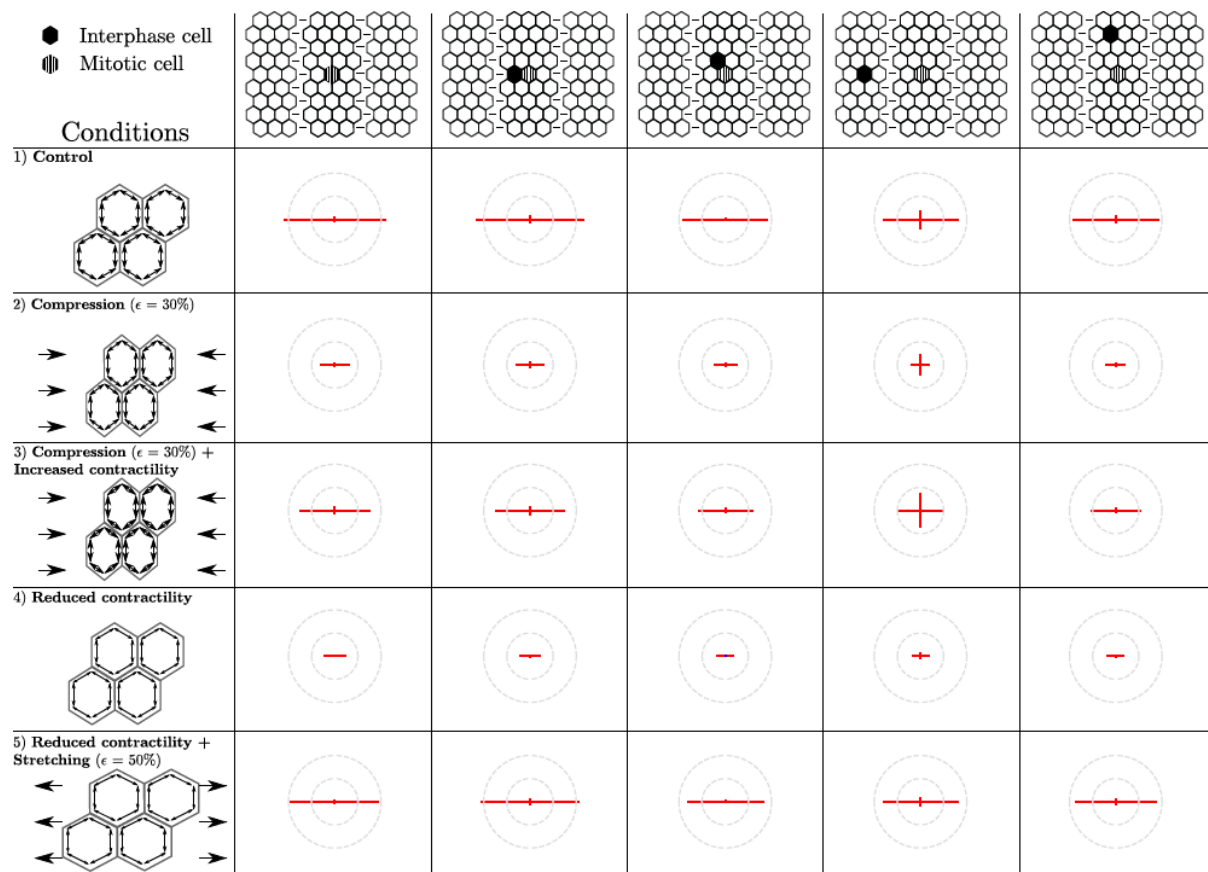 Interphase cell
Mitotic cell
Conditions
1) Control
2) Compression (ϵ = 30%)
3) Compression (ϵ = 30%) +
Increased contractility
4) Reduced contractility
5) Reduced contractility +
Stretching (ϵ = 50%)